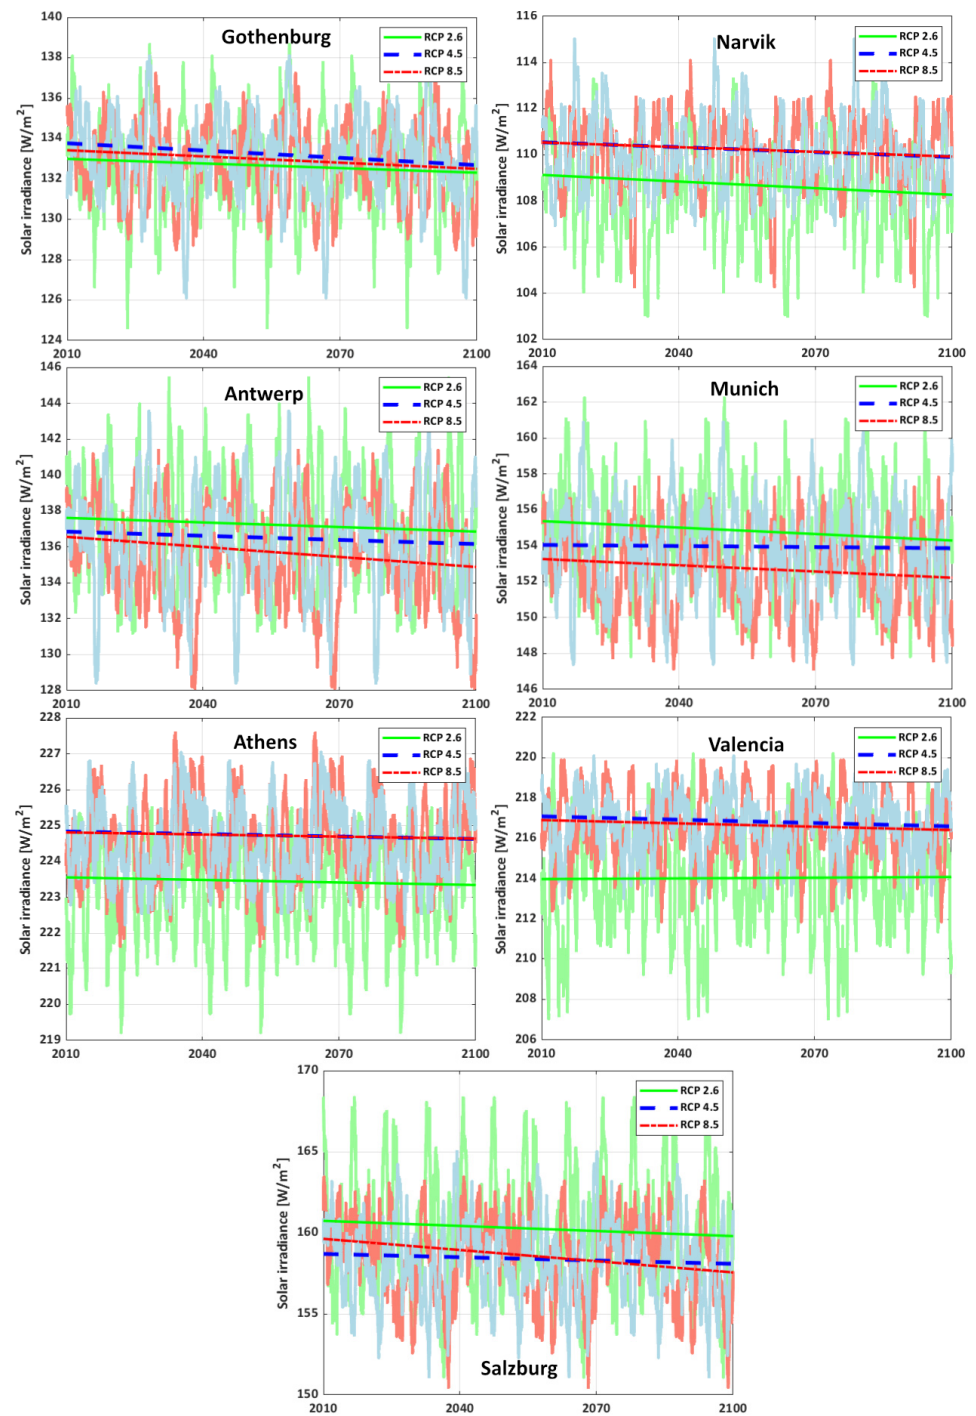 Gothenburg
RCP 2.6
RCP 4.5
RCP 8.5
Solar irradiance [W/m²]
140
138
136
134
132
130
128
126
124
2010
2040
2070
2100
Narvik
RCP 2.6
RCP 4.5
RCP 8.5
Solar irradiance [W/m²]
116
114
112
110
108
106
104
102
2010
2040
2070
2100
Antwerp
RCP 2.6
RCP 4.5
RCP 8.5
Solar irradiance [W/m²]
146
144
142
140
138
136
134
132
130
128
2010
2040
2070
2100
Munich
RCP 2.6
RCP 4.5
RCP 8.5
Solar irradiance [W/m²]
164
162
160
158
156
154
152
150
148
146
2010
2040
2070
2100
Athens
RCP 2.6
RCP 4.5
RCP 8.5
Solar irradiance [W/m²]
228
227
226
225
224
223
222
221
220
219
2010
2040
2070
2100
Valencia
RCP 2.6
RCP 4.5
RCP 8.5
Solar irradiance [W/m²]
222
220
218
216
214
212
210
208
206
2010
2040
2070
2100
RCP 2.6
RCP 4.5
RCP 8.5
Solar irradiance [W/m²]
170
165
160
155
150
Salzburg
2010
2040
2070
2100